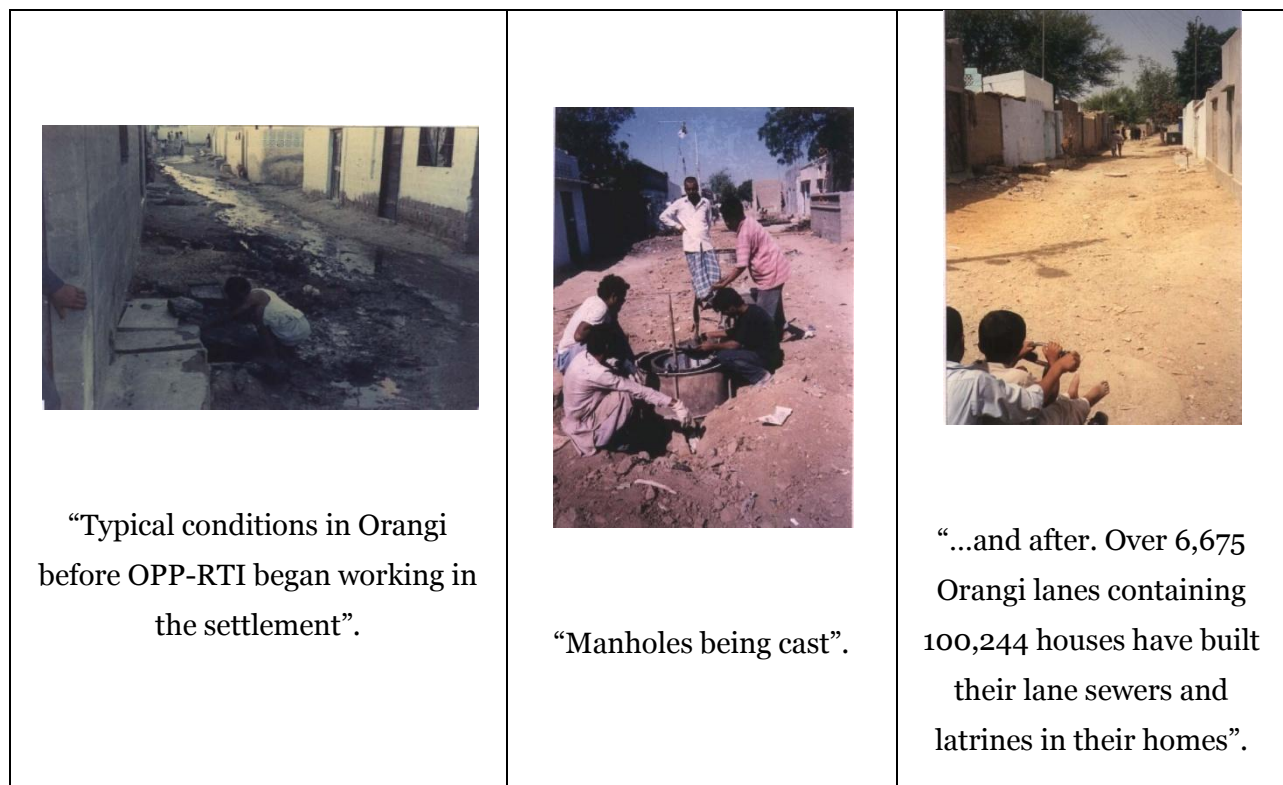 “Typical conditions in Orangi
before OPP-RTI began working in
the settlement”.
“Manholes being cast”.
“…and after. Over 6,675
Orangi lanes containing
100,244 houses have built
their lane sewers and
latrines in their homes”.